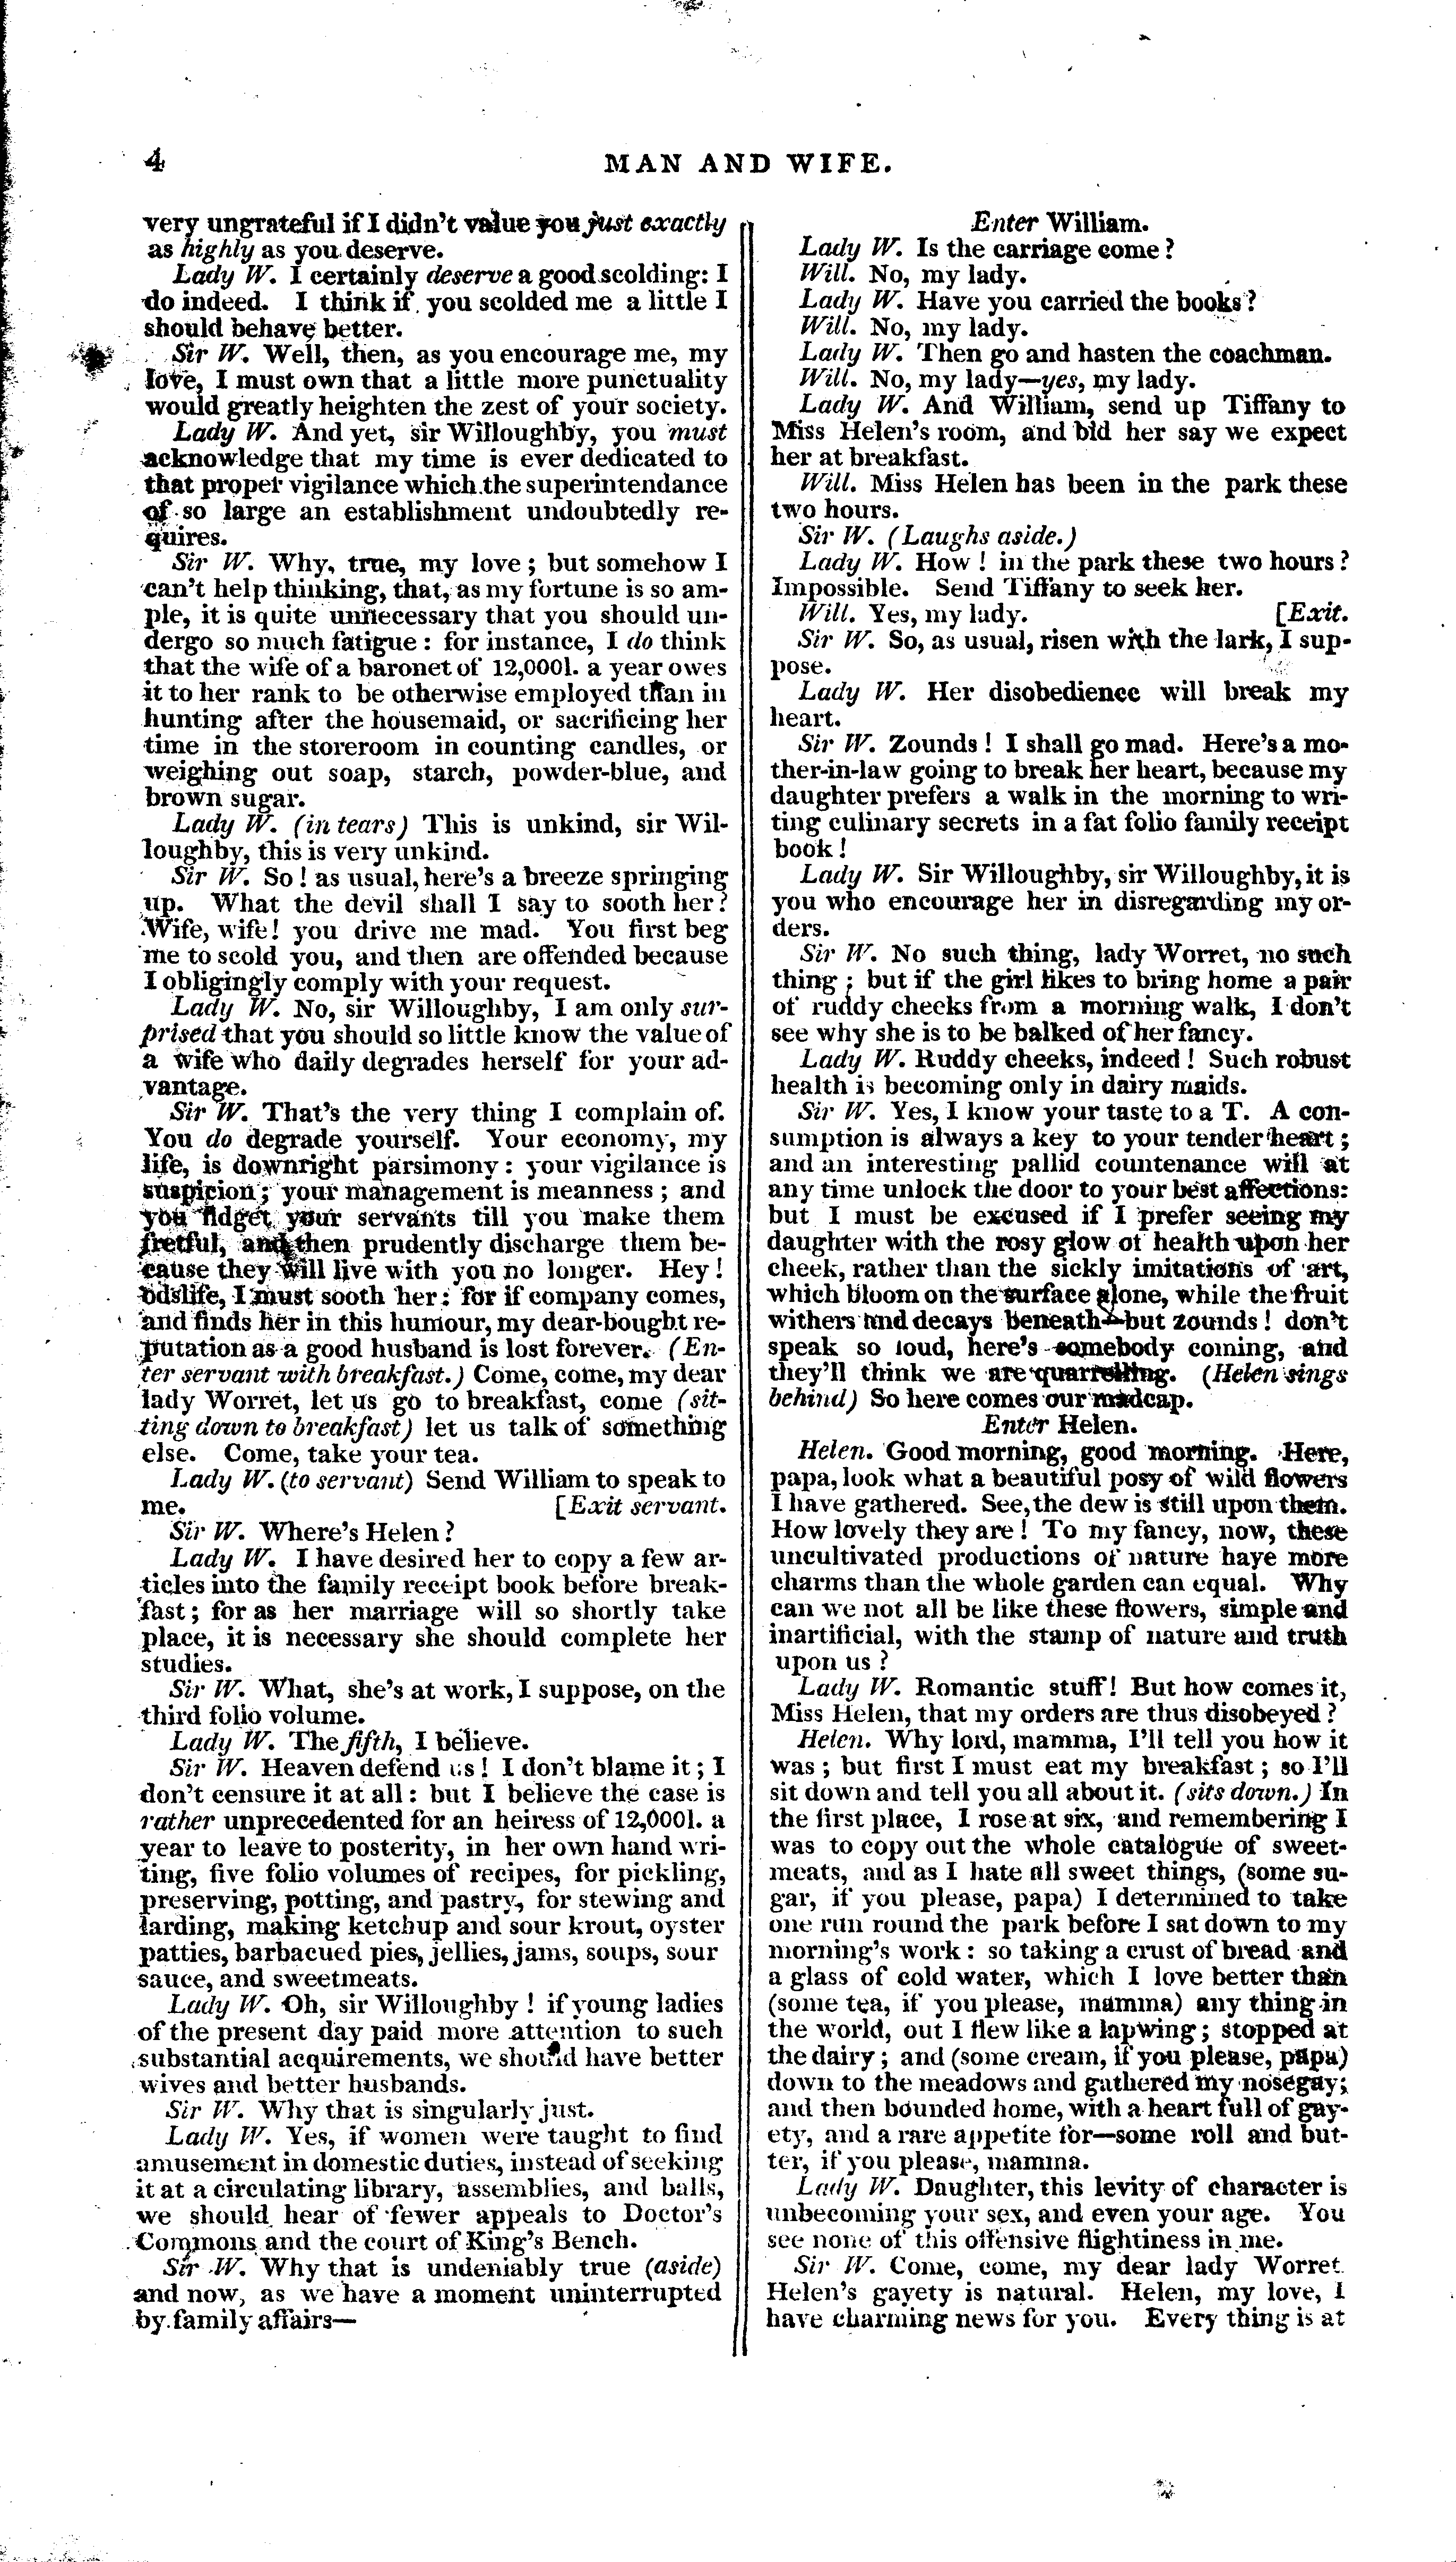 4
MAN AND WIFE.
very ungrateful if I didn't value you just exactly
as highly as you deserve.
Lady W. I certainly deserve a good scolding: I
do indeed. I think if you scolded me a little I
should behave better.
Sir W. Well, then, as you encourage me, my
love, I must own that a little more punctuality
would greatly heighten the zest of your society.
Lady W. And yet, sir Willoughby, you must
acknowledge that my time is ever dedicated to
that proper vigilance which the superintendance
of so large an establishment undoubtedly re-
quires.
Sir W. Why, true, my love; but somehow I
can't help thinking, that, as my fortune is so am-
ple, it is quite unnecessary that you should un-
dergo so much fatigue: for instance, I do think
that the wife of a baronet of 12,000l. a year owes
it to her rank to be otherwise employed than in
hunting after the housemaid, or sacrificing her
time in the storeroom in counting candles, or
weighing out soap, starch, powder-blue, and
brown sugar.
Lady W. (in tears) This is unkind, sir Wil-
loughby, this is very unkind.
Sir W. So! as usual, here's a breeze springing
up. What the devil shall I say to sooth her?
Wife, wife! you drive me mad. You first beg
me to scold you, and then are offended because
I obligingly comply with your request.
Lady W. No, sir Willoughby, I am only sur-
prised that you should so little know the value of
a wife who daily degrades herself for your ad-
vantage.
Sir W. That's the very thing I complain of.
You do degrade yourself. Your economy, my
life, is downright parsimony: your vigilance is
suspicion; your management is meanness; and
you fidget your servants till you make them
fretful, and then prudently discharge them be-
cause they will live with you no longer. Hey!
odslife, I must sooth her: for if company comes,
and finds her in this humour, my dear-bought re-
putation as a good husband is lost forever. (En-
ter servant with breakfast.) Come, come, my dear
lady Worret, let us go to breakfast, come (sit-
ting down to breakfast) let us talk of something
else. Come, take your tea.
Lady W. (to servant) Send William to speak to
me. [Exit servant.
Sir W. Where's Helen?
Lady W. I have desired her to copy a few ar-
ticles into the family receipt book before break-
fast; for as her marriage will so shortly take
place, it is necessary she should complete her
studies.
Sir W. What, she's at work, I suppose, on the
third folio volume.
Lady W. The fifth, I believe.
Sir W. Heaven defend us! I don't blame it; I
don't censure it at all: but I believe the case is
rather unprecedented for an heiress of 12,000l. a
year to leave to posterity, in her own hand wri-
ting, five folio volumes of recipes, for pickling,
preserving, potting, and pastry, for stewing and
larding, making ketchup and sour krout, oyster
patties, barbacued pies, jellies, jams, soups, sour
sauce, and sweetmeats.
Lady W. Oh, sir Willoughby! if young ladies
of the present day paid more attention to such
substantial acquirements, we should have better
wives and better husbands.
Sir W. Why that is singularly just.
Lady W. Yes, if women were taught to find
amusement in domestic duties, instead of seeking
it at a circulating library, assemblies, and balls,
we should hear of fewer appeals to Doctor's
Commons and the court of King's Bench.
Sir W. Why that is undeniably true (aside)
and now, as we have a moment uninterrupted
by family affairs—
Enter William.
Lady W. Is the carriage come?
Will. No, my lady.
Lady W. Have you carried the books?
Will. No, my lady.
Lady W. Then go and hasten the coachman.
Will. No, my lady—yes, my lady.
Lady W. And William, send up Tiffany to
Miss Helen's room, and bid her say we expect
her at breakfast.
Will. Miss Helen has been in the park these
two hours.
Sir W. (Laughs aside.)
Lady W. How! in the park these two hours?
Impossible. Send Tiffany to seek her.
Will. Yes, my lady. [Exit.
Sir W. So, as usual, risen with the lark, I sup-
pose.
Lady W. Her disobedience will break my
heart.
Sir W. Zounds! I shall go mad. Here's a mo-
ther-in-law going to break her heart, because my
daughter prefers a walk in the morning to wri-
ting culinary secrets in a fat folio family receipt
book!
Lady W. Sir Willoughby, sir Willoughby, it is
you who encourage her in disregarding my or-
ders.
Sir W. No such thing, lady Worret, no such
thing; but if the girl likes to bring home a pair
of ruddy cheeks from a morning walk, I don't
see why she is to be balked of her fancy.
Lady W. Ruddy cheeks, indeed! Such robust
health is becoming only in dairy maids.
Sir W. Yes, I know your taste to a T. A con-
sumption is always a key to your tender heart;
and an interesting pallid countenance will at
any time unlock the door to your best affections:
but I must be excused if I prefer seeing my
daughter with the rosy glow of health upon her
cheek, rather than the sickly imitations of art,
which bloom on the surface alone, while the fruit
withers and decays beneath—but zounds! don't
speak so loud, here's somebody coming, and
they'll think we are quarrelling. (Helen sings
behind) So here comes our madcap.
Enter Helen.
Helen. Good morning, good morning. Here,
papa, look what a beautiful posy of wild flowers
I have gathered. See, the dew is still upon them.
How lovely they are! To my fancy, now, these
uncultivated productions of nature have more
charms than the whole garden can equal. Why
can we not all be like these flowers, simple and
inartificial, with the stamp of nature and truth
upon us?
Lady W. Romantic stuff! But how comes it,
Miss Helen, that my orders are thus disobeyed?
Helen. Why lord, mamma, I'll tell you how it
was; but first I must eat my breakfast; so I'll
sit down and tell you all about it. (sits down.) In
the first place, I rose at six, and remembering I
was to copy out the whole catalogue of sweet-
meats, and as I hate all sweet things, (some su-
gar, if you please, papa) I determined to take
one run round the park before I sat down to my
morning's work: so taking a crust of bread and
a glass of cold water, which I love better than
(some tea, if you please, mamma) any thing in
the world, out I flew like a lapwing; stopped at
the dairy; and (some cream, if you please, papa)
down to the meadows and gathered my nosegay;
and then bounded home, with a heart full of gay-
ety, and a rare appetite for—some roll and but-
ter, if you please, mamma.
Lady W. Daughter, this levity of character is
unbecoming your sex, and even your age. You
see none of this offensive flightiness in me.
Sir W. Come, come, my dear lady Worret
Helen's gayety is natural. Helen, my love, I
have charming news for you. Every thing is at